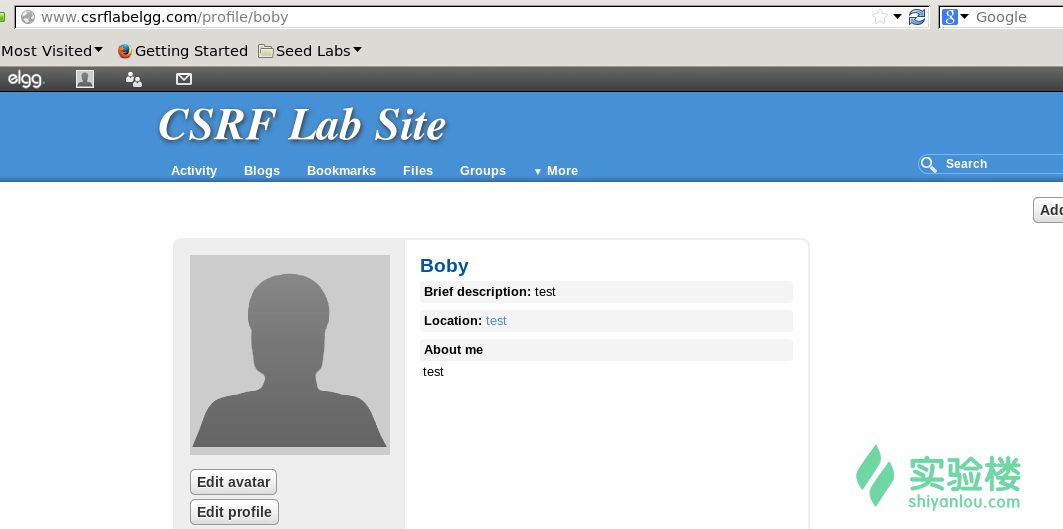 www.csrflabelgg.com/profile/boby
Google
Most Visited Getting Started Seed Labs
elgg.
CSRF Lab Site
Activity Blogs Bookmarks Files Groups More
Search
Add
Boby
Brief description: test
Location: test
About me
test
Edit avatar
Edit profile
实验楼
shiyanlou.com